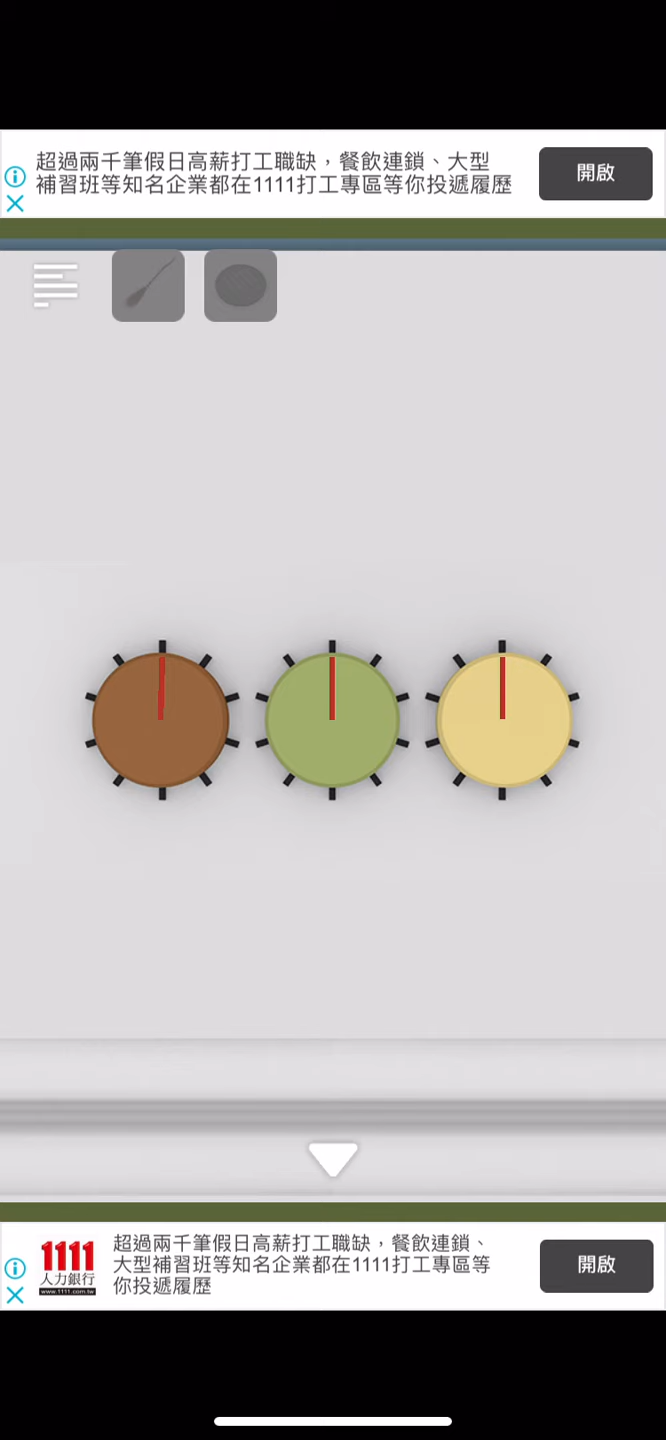 超過兩千筆假日高薪打工職缺，餐飲連鎖、大型
補習班等知名企業都在1111打工專區等你投遞履歷
開啟
1111
人力銀行
www.1111.com.tw
超過兩千筆假日高薪打工職缺，餐飲連鎖、
大型補習班等知名企業都在1111打工專區等
你投遞履歷
開啟